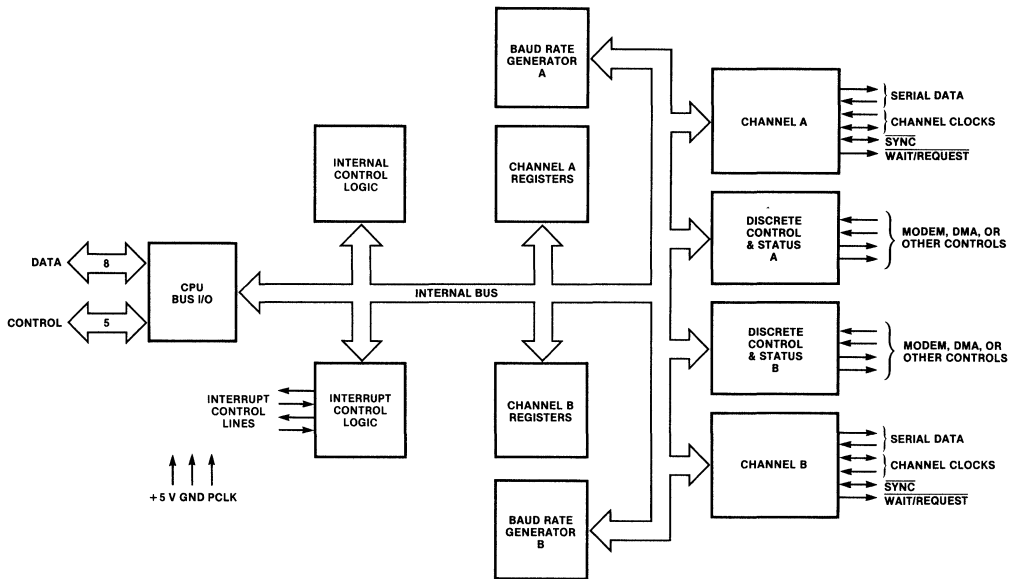 BAUD RATE
GENERATOR
A
CHANNEL A
SERIAL DATA
CHANNEL CLOCKS
SYNC
WAIT/REQUEST
INTERNAL
CONTROL
LOGIC
CHANNEL A
REGISTERS
DISCRETE
CONTROL
& STATUS
A
MODEM, DMA, OR
OTHER CONTROLS
DATA
8
CPU
BUS I/O
INTERNAL BUS
CONTROL
5
DISCRETE
CONTROL
& STATUS
B
MODEM, DMA, OR
OTHER CONTROLS
INTERRUPT
CONTROL
LINES
INTERRUPT
CONTROL
LOGIC
CHANNEL B
REGISTERS
CHANNEL B
SERIAL DATA
CHANNEL CLOCKS
SYNC
WAIT/REQUEST
+5 V GND PCLK
BAUD RATE
GENERATOR
B